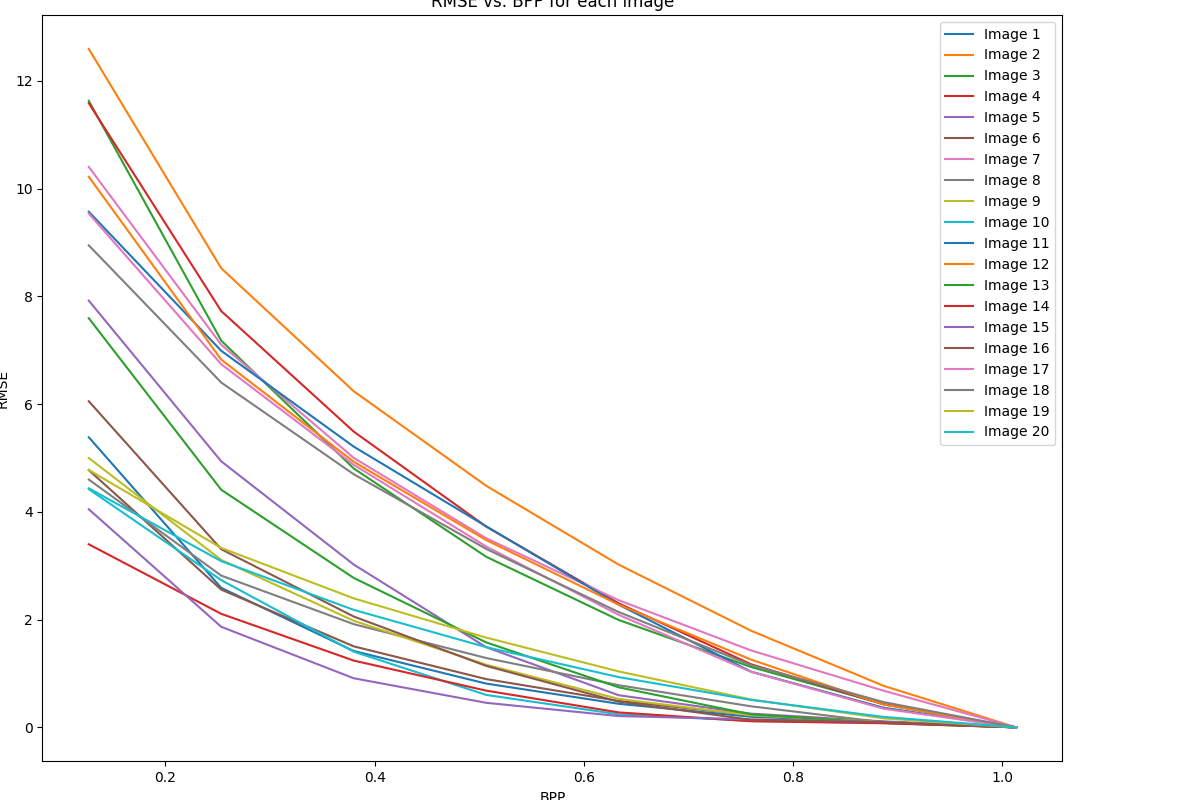 RMSE vs. BPP for each image
Image 1
Image 2
Image 3
Image 4
Image 5
Image 6
Image 7
Image 8
Image 9
Image 10
Image 11
Image 12
Image 13
Image 14
Image 15
Image 16
Image 17
Image 18
Image 19
Image 20
12
10
8
6
4
2
0
RMSE
0.2 0.4 0.6 0.8 1.0
BPP